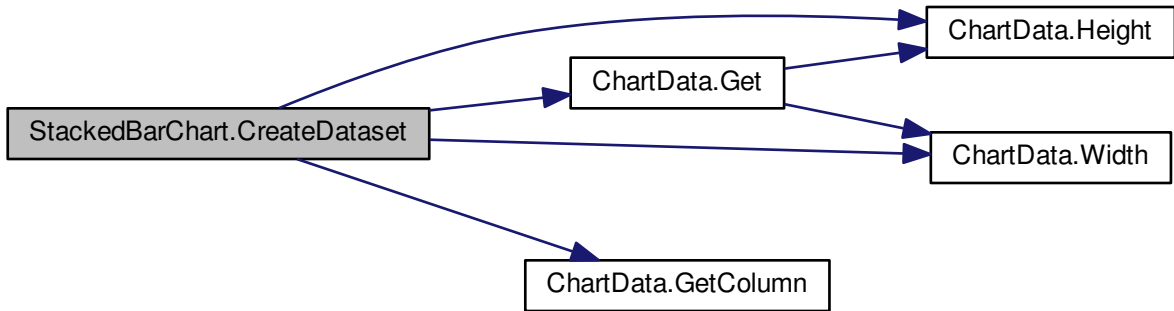 ChartData.Height
ChartData.Get
StackedBarChart.CreateDataset
ChartData.Width
ChartData.GetColumn